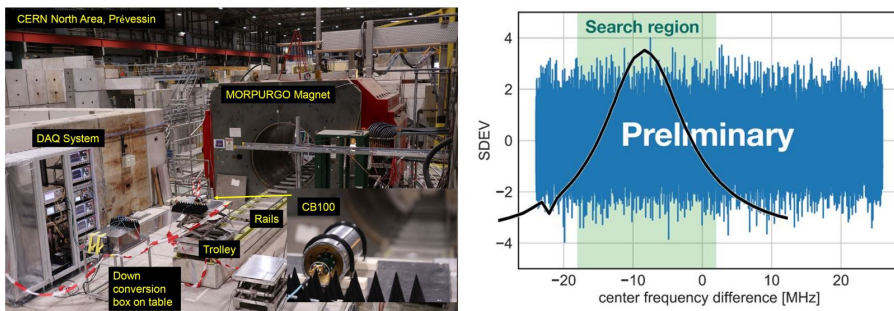 CERN North Area, Prévessin
MORPURGO Magnet
DAQ System
CB100
Rails
Trolley
Down
conversion
box on table
Search region
4
2
0
−2
−4
SDEV
Preliminary
−20
−10
0
10
20
center frequency difference [MHz]